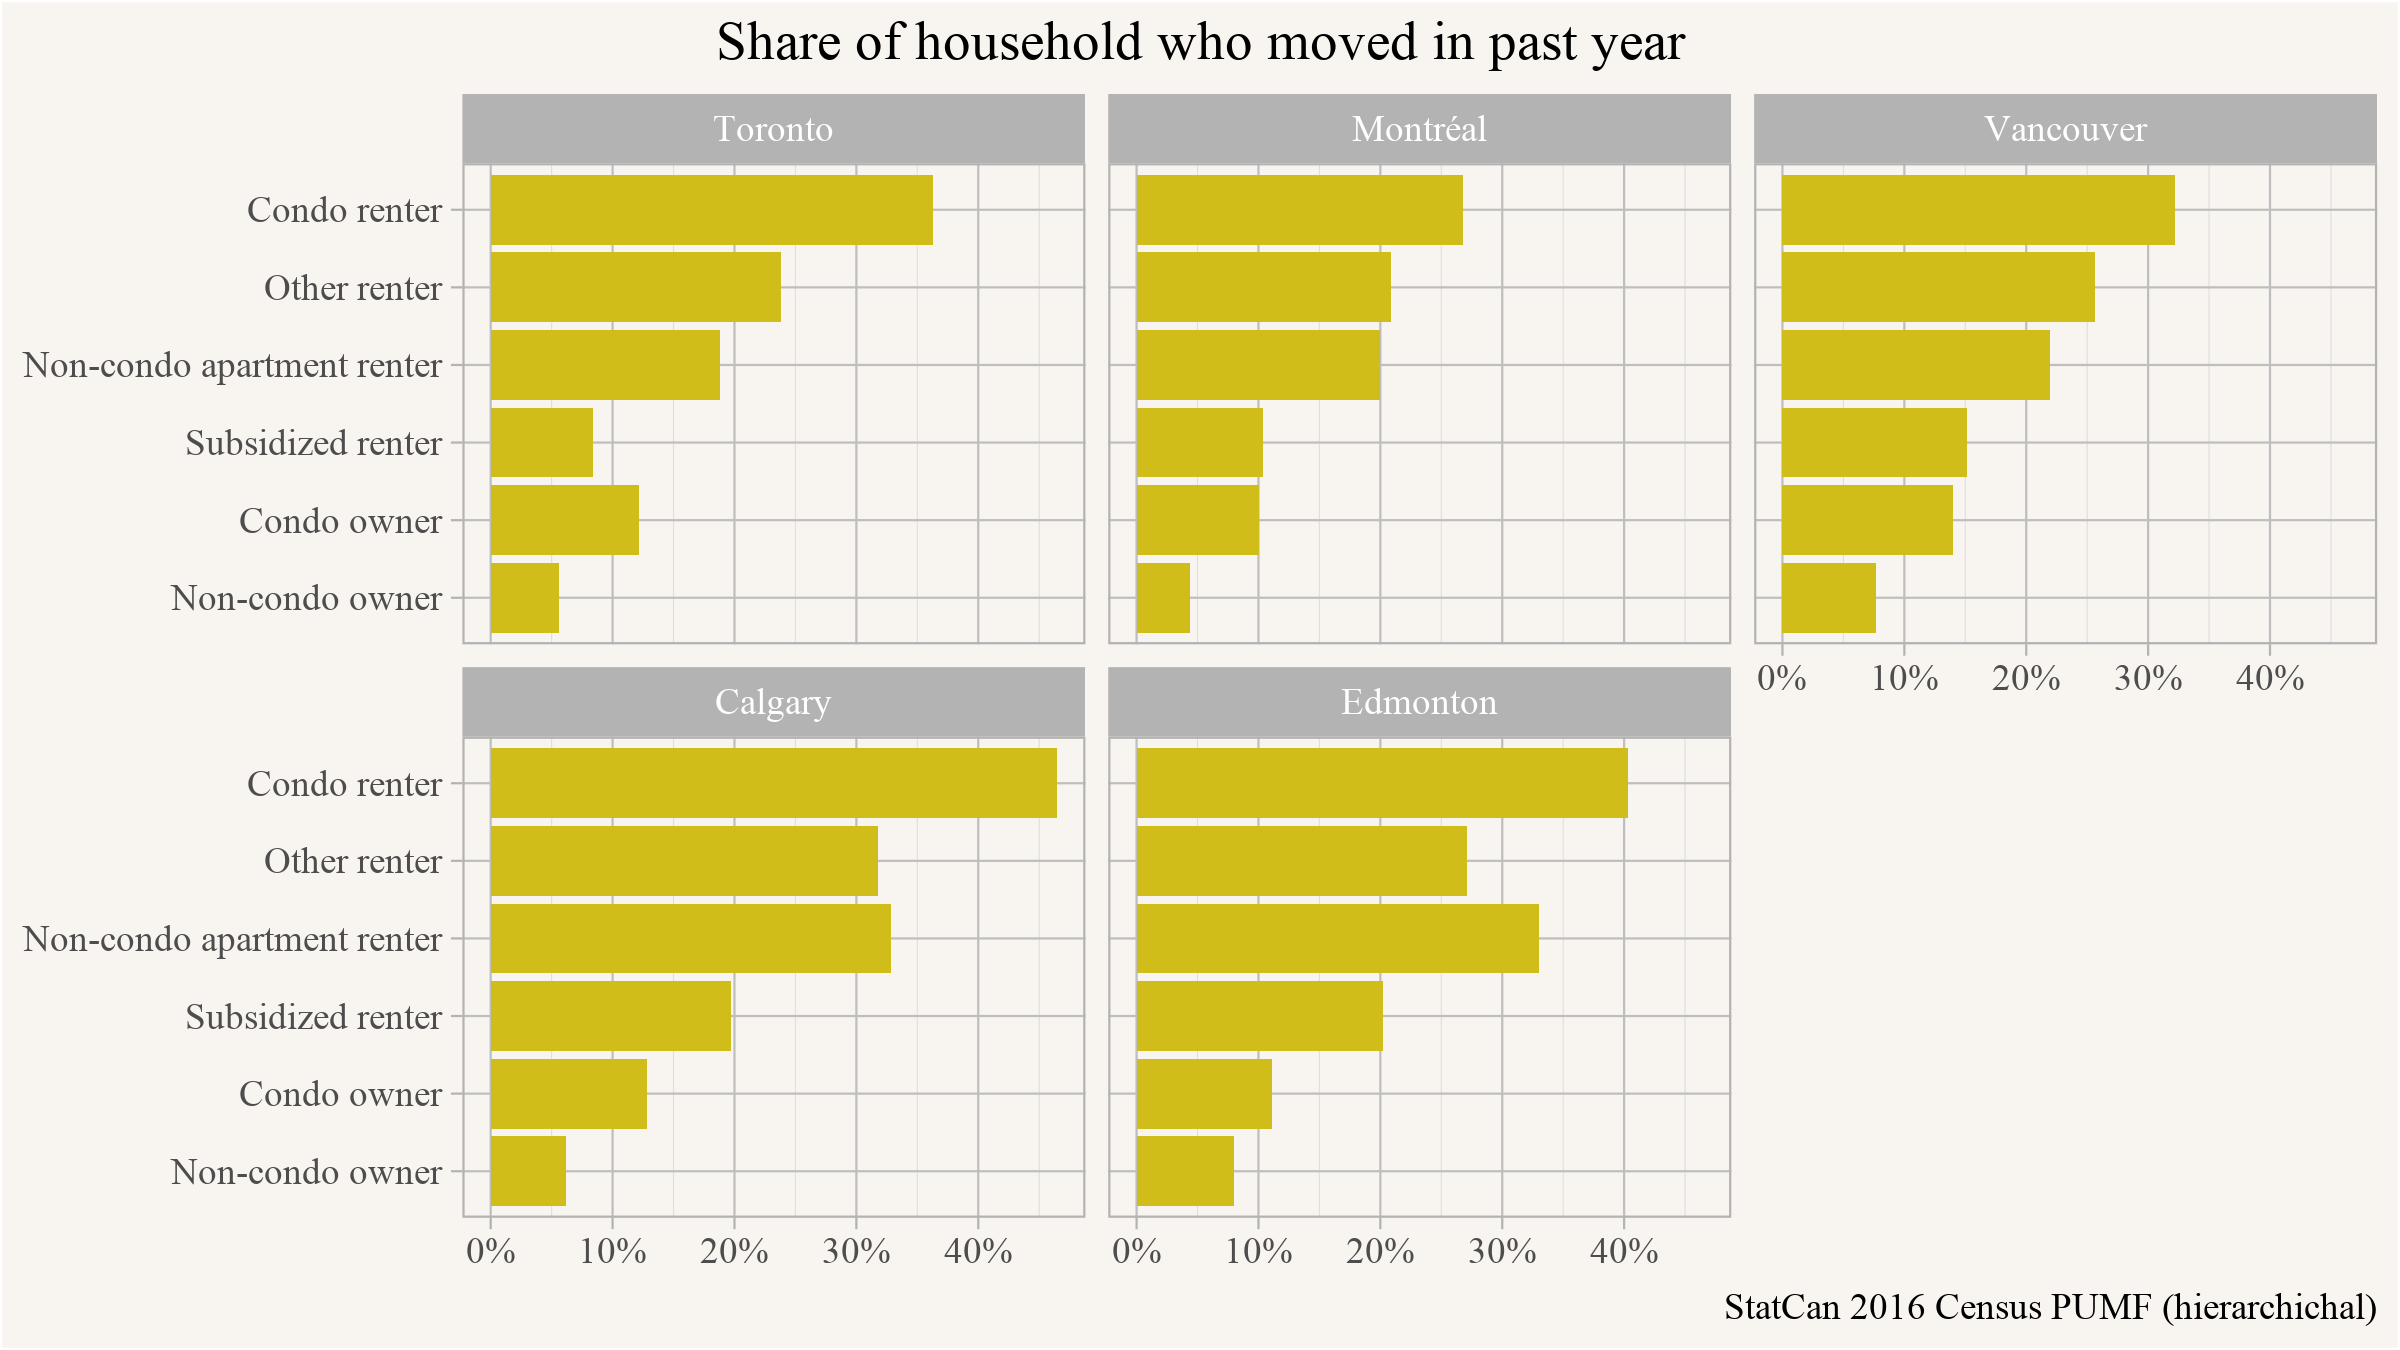 Share of household who moved in past year
Toronto
Montréal
Vancouver
Condo renter
Other renter
Non-condo apartment renter
Subsidized renter
Condo owner
Non-condo owner
0% 10% 20% 30% 40%
Calgary
Edmonton
Condo renter
Other renter
Non-condo apartment renter
Subsidized renter
Condo owner
Non-condo owner
0% 10% 20% 30% 40%
0% 10% 20% 30% 40%
StatCan 2016 Census PUMF (hierarchichal)